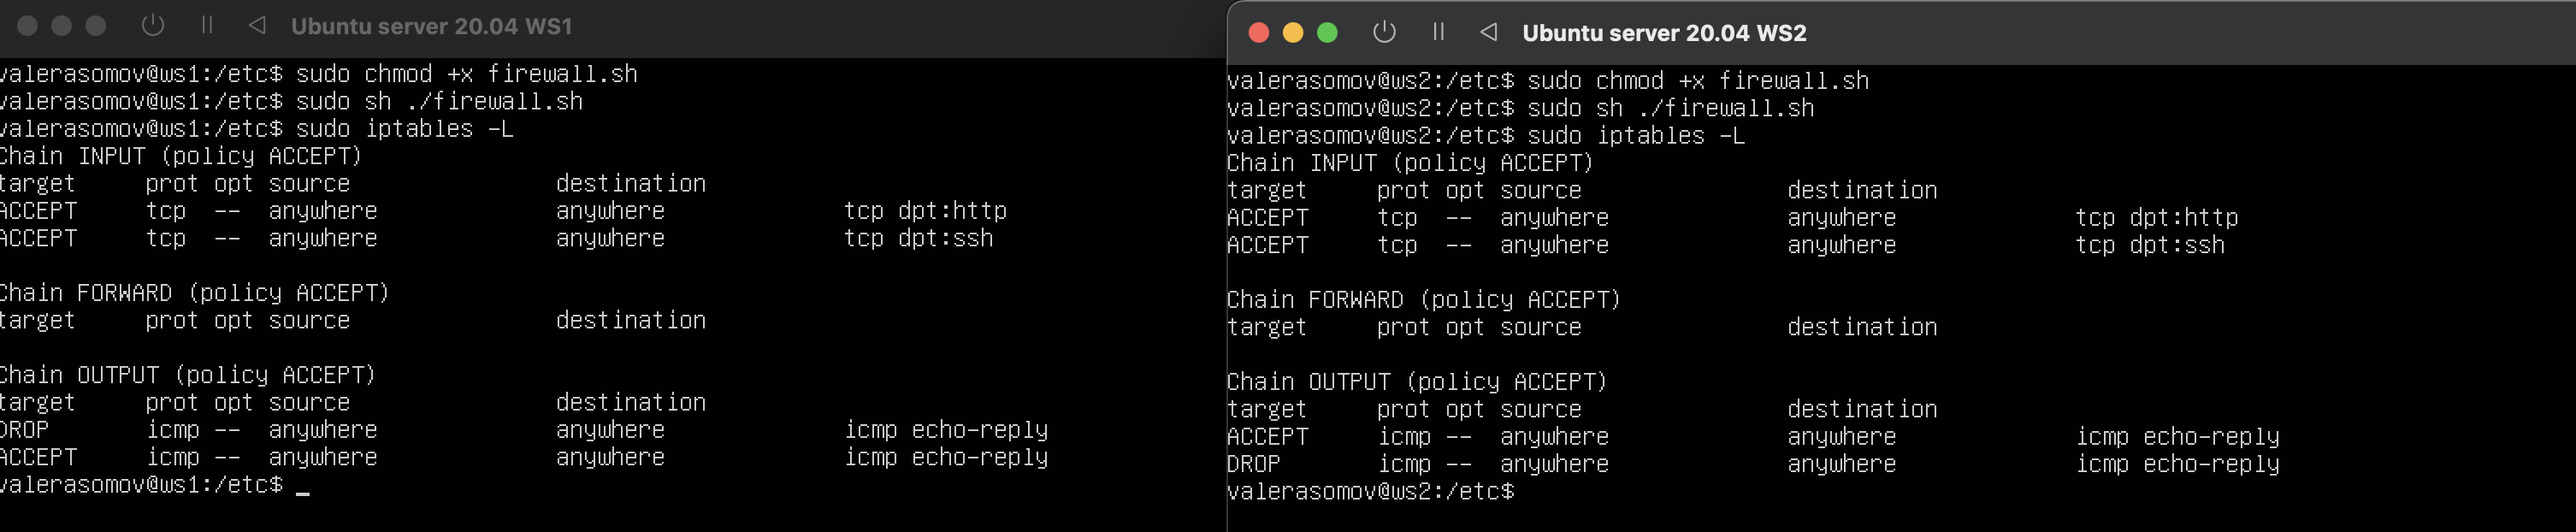 Ubuntu server 20.04 WS1
valerasomov@ws1:/etc$ sudo chmod +x firewall.sh
valerasomov@ws1:/etc$ sudo sh ./firewall.sh
valerasomov@ws1:/etc$ sudo iptables -L
Chain INPUT (policy ACCEPT)
target     prot opt source               destination
ACCEPT     tcp  --  anywhere             anywhere             tcp dpt:http
ACCEPT     tcp  --  anywhere             anywhere             tcp dpt:ssh

Chain FORWARD (policy ACCEPT)
target     prot opt source               destination

Chain OUTPUT (policy ACCEPT)
target     prot opt source               destination
DROP       icmp --  anywhere             anywhere             icmp echo-reply
ACCEPT     icmp --  anywhere             anywhere             icmp echo-reply
valerasomov@ws1:/etc$ _
Ubuntu server 20.04 WS2
valerasomov@ws2:/etc$ sudo chmod +x firewall.sh
valerasomov@ws2:/etc$ sudo sh ./firewall.sh
valerasomov@ws2:/etc$ sudo iptables -L
Chain INPUT (policy ACCEPT)
target     prot opt source               destination
ACCEPT     tcp  --  anywhere             anywhere             tcp dpt:http
ACCEPT     tcp  --  anywhere             anywhere             tcp dpt:ssh

Chain FORWARD (policy ACCEPT)
target     prot opt source               destination

Chain OUTPUT (policy ACCEPT)
target     prot opt source               destination
ACCEPT     icmp --  anywhere             anywhere             icmp echo-reply
DROP       icmp --  anywhere             anywhere             icmp echo-reply
valerasomov@ws2:/etc$